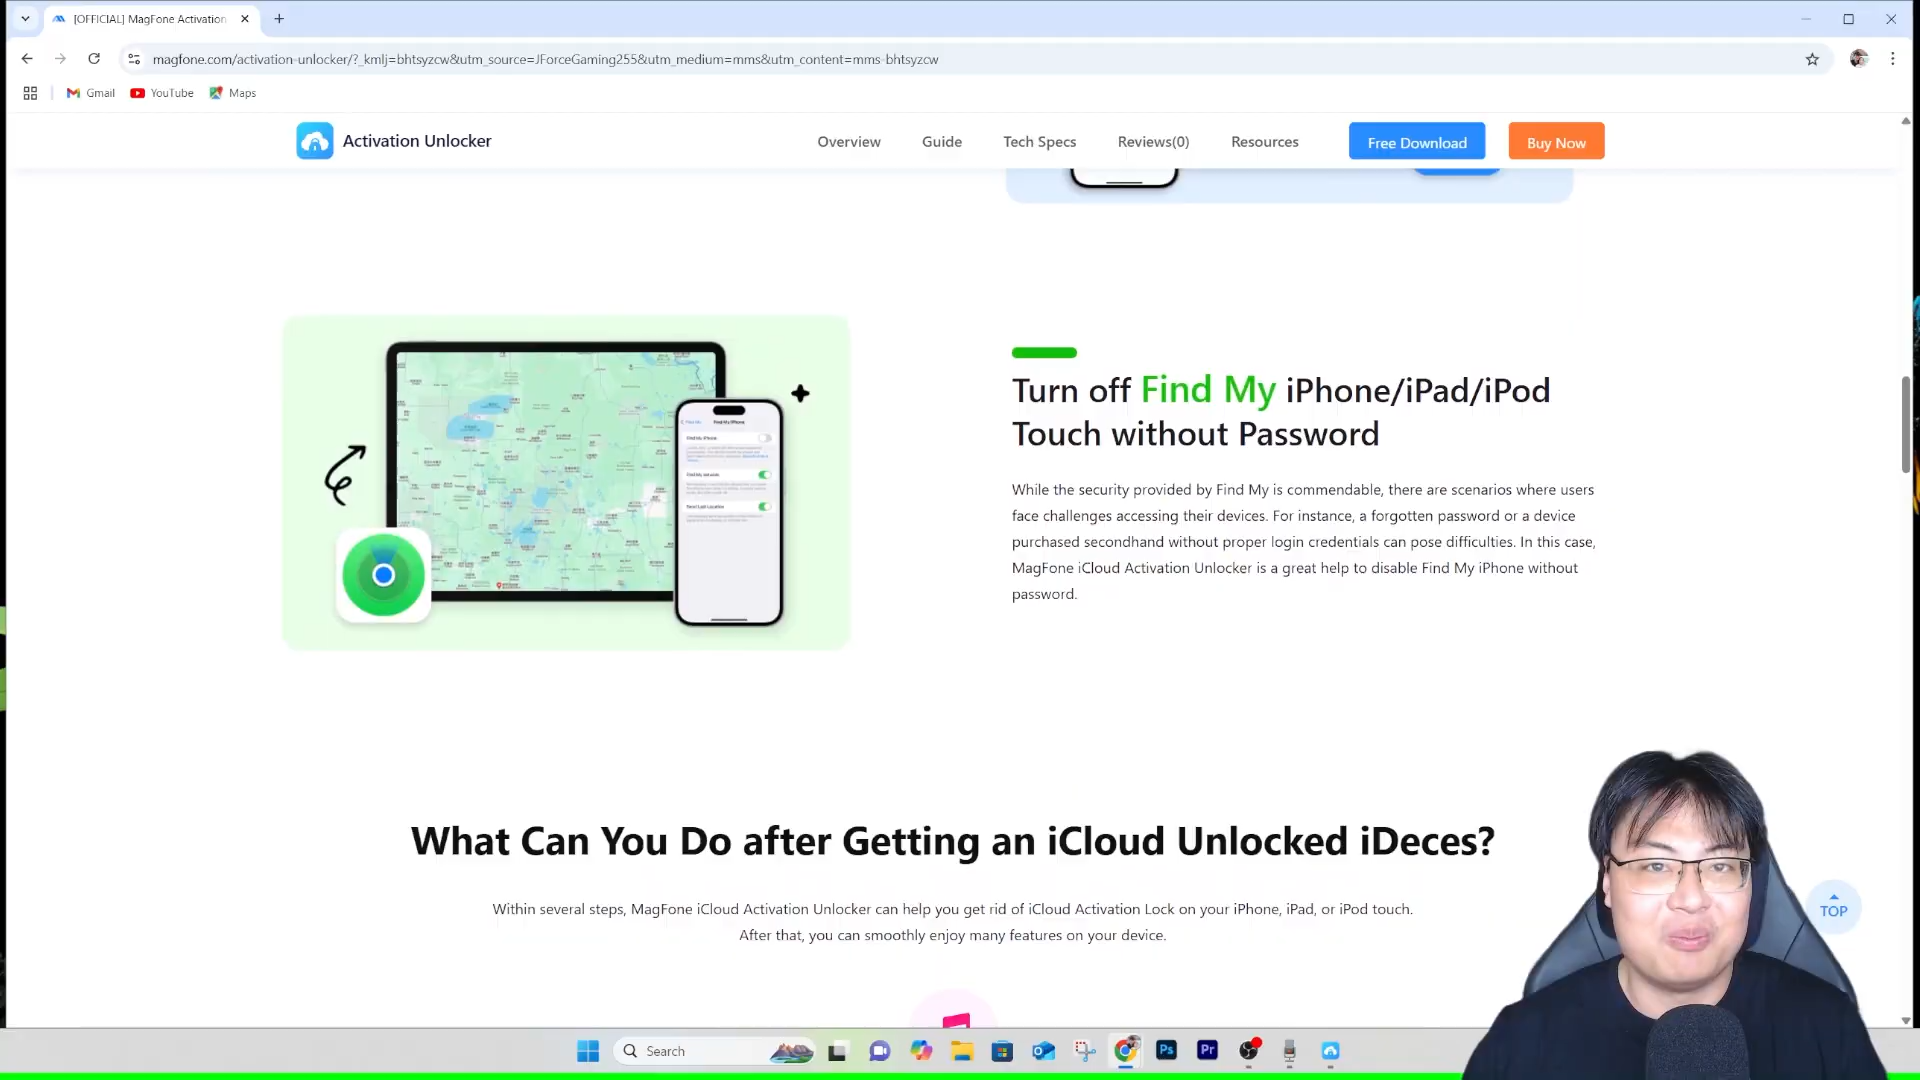 [OFFICIAL] MagFone Activation
magfone.com/activation-unlocker/?_kmlj=bhtsyzcw&utm_source=JForceGaming255&utm_medium=mms&utm_content=mms-bhtsyzcw
Gmail
YouTube
Maps
Activation Unlocker
Overview
Guide
Tech Specs
Reviews(0)
Resources
Free Download
Buy Now
Find My iPhone
Turn off Find My iPhone/iPad/iPod
Touch without Password
While the security provided by Find My is commendable, there are scenarios where users
face challenges accessing their devices. For instance, a forgotten password or a device
purchased secondhand without proper login credentials can pose difficulties. In this case,
MagFone iCloud Activation Unlocker is a great help to disable Find My iPhone without
password.
What Can You Do after Getting an iCloud Unlocked iDeces?
Within several steps, MagFone iCloud Activation Unlocker can help you get rid of iCloud Activation Lock on your iPhone, iPad, or iPod touch.
After that, you can smoothly enjoy many features on your device.
TOP
Search
Ps
Pr